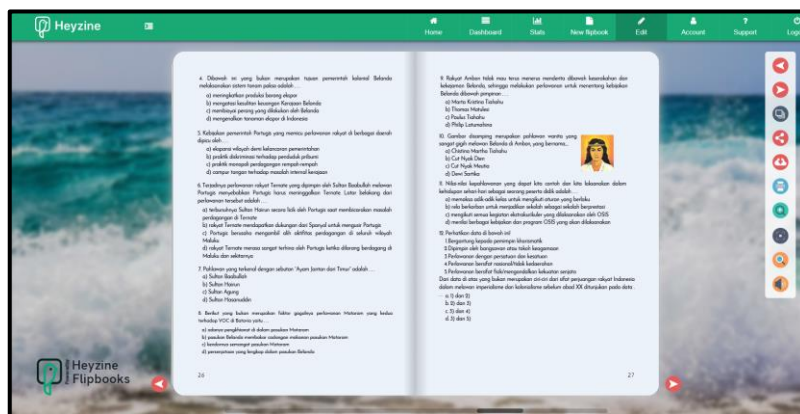 Heyzine
Home
Dashboard
Stats
New flipbook
Edit
Account
Support
Logo
4. Dibawah ini yang bukan merupakan tujuan pemerintah kolonial Belanda
melaksanakan sistem tanam paksa adalah ...
a) meningkatkan produksi barang ekspor
b) mengatasi kesulitan keuangan Kerajaan Belanda
c) membiayai perang yang dilakukan oleh Belanda
d) mengenalkan tanaman ekspor di Indonesia
5. Kebijakan pemerintah Portugis yang memicu perlawanan rakyat di berbagai daerah
dipicu oleh ...
a) ekspansi wilayah demi kelancaran pemerintahan
b) praktik diskriminasi terhadap penduduk pribumi
c) praktik monopoli perdagangan rempah-rempah
d) campur tangan terhadap masalah internal kerajaan
6. Terjadinya perlawanan rakyat Ternate yang dipimpin oleh Sultan Baabullah melawan
Portugis menyebabkan Portugis harus meninggalkan Ternate. Latar belakang dari
perlawanan tersebut adalah ...
a) terbunuhnya Sultan Hairun secara licik oleh Portugis saat membicarakan masalah
perdagangan di Ternate
b) rakyat Ternate mendapatkan dukungan dari Spanyol untuk mengusir Portugis
c) Portugis berusaha mengambil alih aktifitas perdagangan di seluruh wilayah
Maluku
d) rakyat Ternate merasa sangat terhina oleh Portugis ketika dilarang berdagang di
Maluku dan sekitarnya
7. Pahlawan yang terkenal dengan sebutan "Ayam Jantan dari Timur" adalah ...
a) Sultan Baabullah
b) Sultan Hairun
c) Sultan Agung
d) Sultan Hasanuddin
8. Berikut yang bukan merupakan faktor gagalnya perlawanan Mataram yang kedua
terhadap VOC di Batavia yaitu ...
a) adanya pengkhianat di dalam pasukan Mataram
b) pasukan Belanda membakar cadangan makanan pasukan Mataram
c) kendornya semangat pasukan Mataram
d) persenjataan yang lengkap dalam pasukan Belanda
26
9. Rakyat Ambon tidak mau terus menerus menderita dibawah keserakahan dan
kekejaman Belanda, sehingga melakukan perlawanan untuk menentang kebijakan
Belanda dibawah pimpinan ...
a) Marta Kristina Tiahahu
b) Thomas Matulesi
c) Paulus Tiahahu
d) Philip Latumahina
10. Gambar disamping merupakan pahlawan wanita yang
sangat gigih melawan Belanda di Ambon, yang bernama...
a) Christina Martha Tiahahu
b) Cut Nyak Dien
c) Cut Nyak Meutia
d) Dewi Sartika
11. Nilai-nilai kepahlawanan yang dapat kita contoh dan kita laksanakan dalam
kehidupan sehari-hari sebagai seorang peserta didik adalah ...
a) memaksa adik-adik kelas untuk mengikuti aturan yang berlaku
b) rela berkorban untuk menjadikan sekolah sebagai sekolah berprestasi
c) mengikuti semua kegiatan ekstrakurikuler yang dilaksanakan oleh OSIS
d) menilai berbagai kebijakan dan program OSIS yang akan dilaksanakan
12. Perhatikan data di bawah ini!
1.Bergantung kepada pemimpin kharismatik
2.Dipimpin oleh bangsawan atau tokoh keagamaan
3.Perlawanan dengan persatuan dan kesatuan
4.Perlawanan bersifat nasional/tidak kedaerahan
5.Perlawanan bersifat fisik/mengandalkan kekuatan senjata
Dari data di atas yang bukan merupakan ciri-ciri dari sifat perjuangan rakyat Indonesia
dalam melawan imperialisme dan kolonialisme sebelum abad XX ditunjukan pada data
...
a. 1) dan 2)
b. 2) dan 3)
c. 3) dan 4)
d. 3) dan 5)
27
Heyzine
Flipbooks